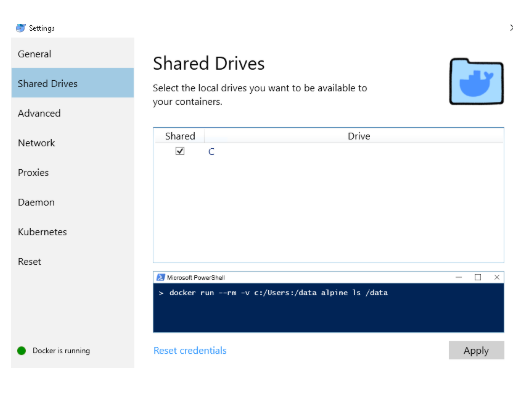 Settings
General
Shared Drives
Advanced
Network
Proxies
Daemon
Kubernetes
Reset
Docker is running
Shared Drives
Select the local drives you want to be available to
your containers.
Shared Drive
C
Microsoft PowerShell
> docker run --rm -v c:/Users:/data alpine ls /data
Reset credentials
Apply